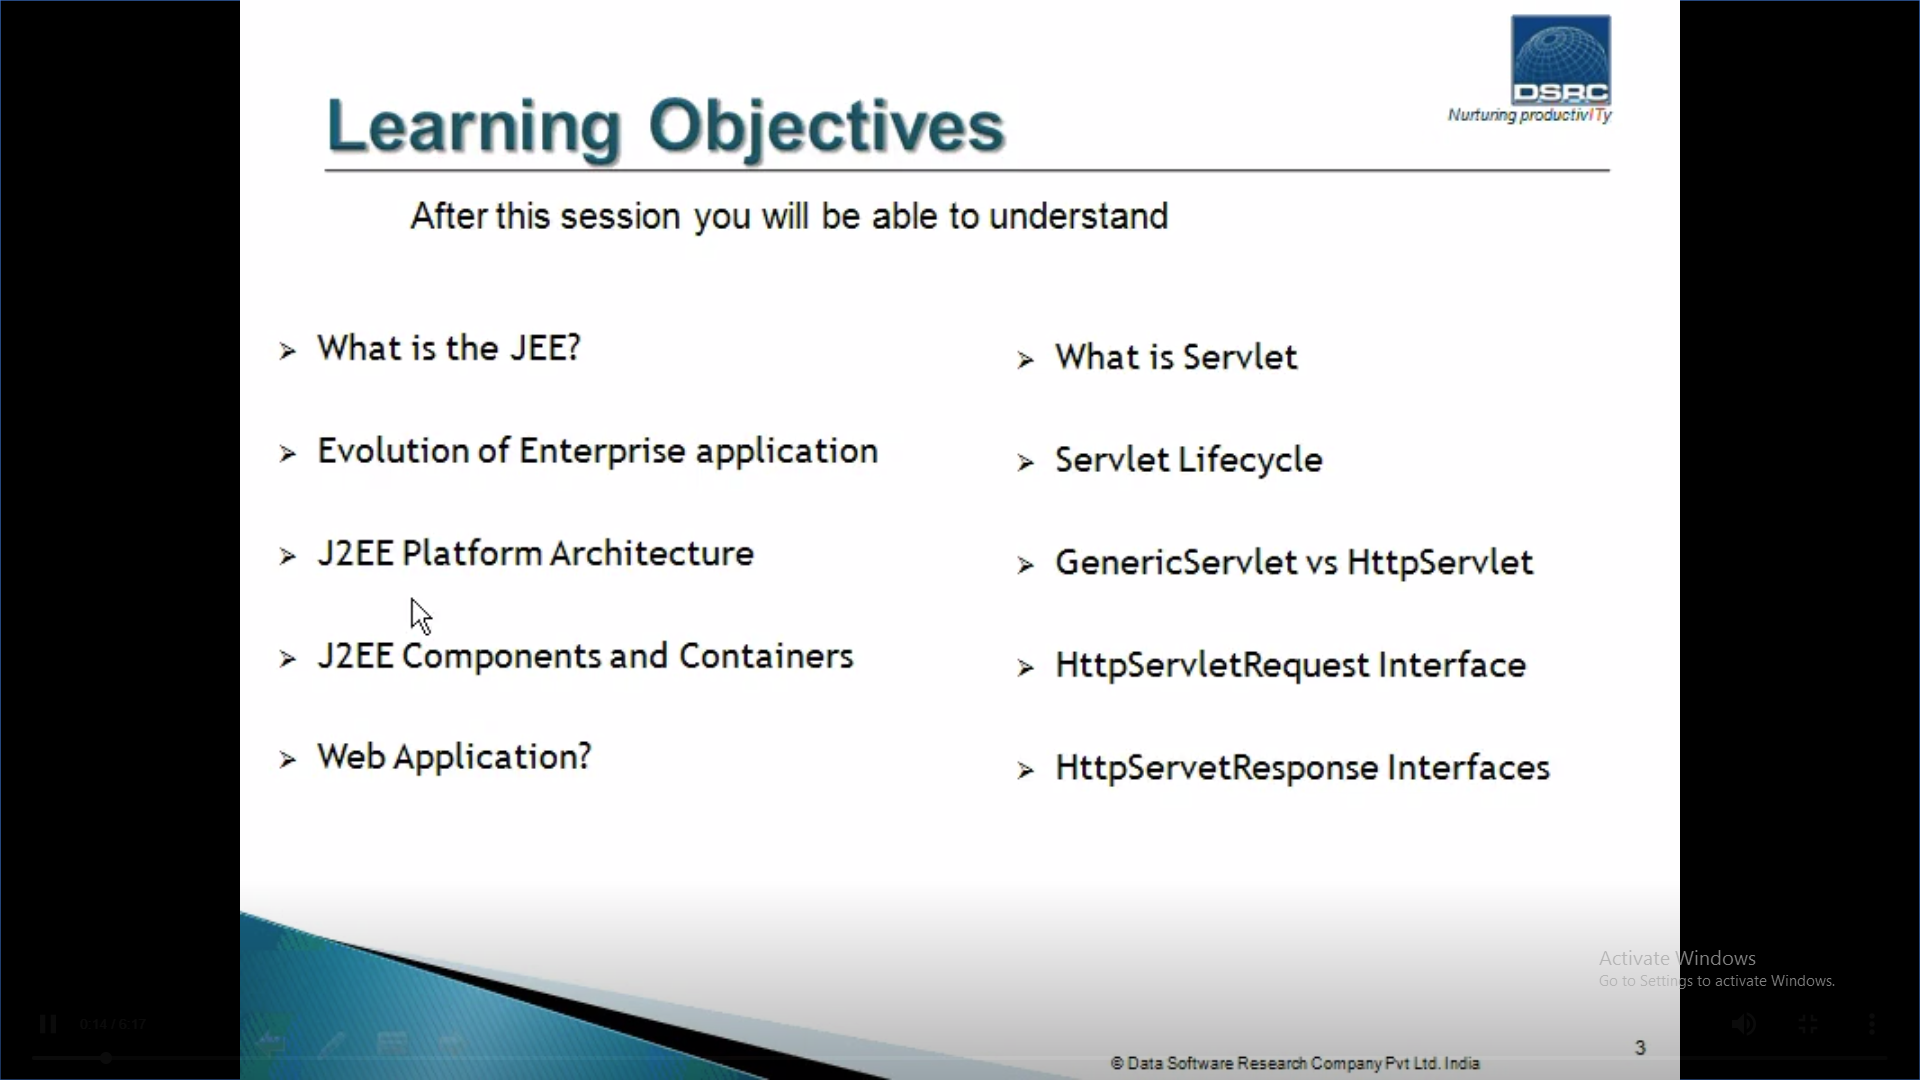 DSRC
Nurturing productivITy
Learning Objectives
After this session you will be able to understand
What is the JEE?
Evolution of Enterprise application
J2EE Platform Architecture
J2EE Components and Containers
Web Application?
What is Servlet
Servlet Lifecycle
GenericServlet vs HttpServlet
HttpServletRequest Interface
HttpServetResponse Interfaces
Activate Windows
Go to Settings to activate Windows.
0:14 / 6:17
3
© Data Software Research Company Pvt Ltd. India